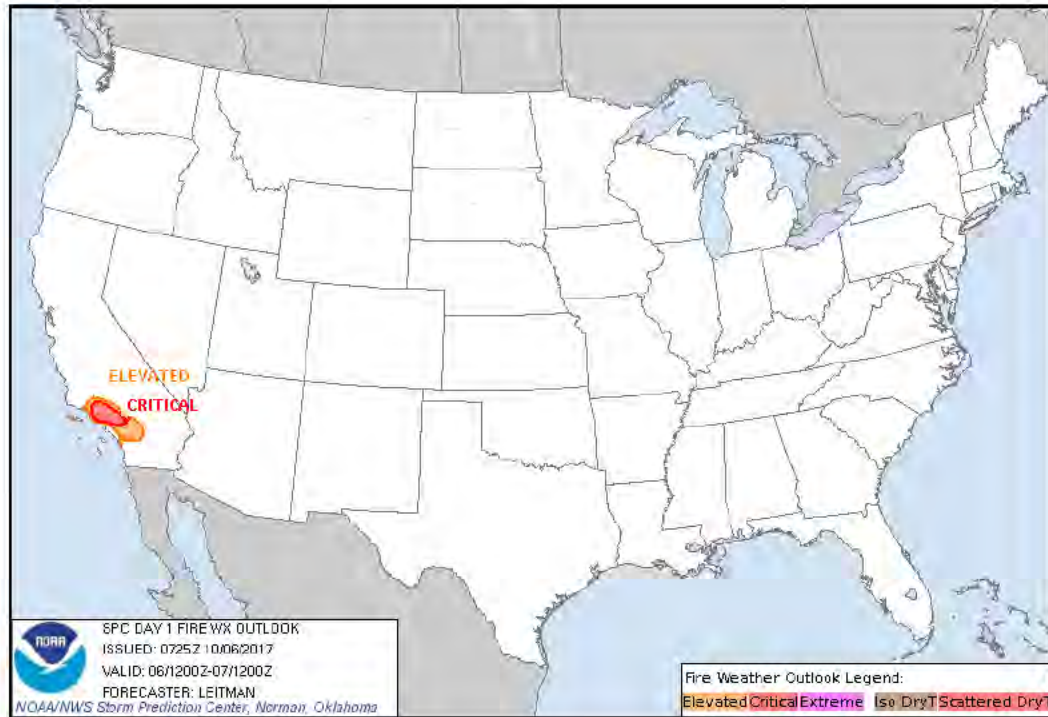 ELEVATED
CRITICAL
NOAA
SPC DAY 1 FIRE WX OUTLOOK
ISSUED: 0725Z 10/06/2017
VALID: 06/1200Z-07/1200Z
FORECASTER: LEITMAN
NOAA/NWS Storm Prediction Center, Norman, Oklahoma
Fire Weather Outlook Legend:
Elevated Critical Extreme Iso DryT Scattered DryT